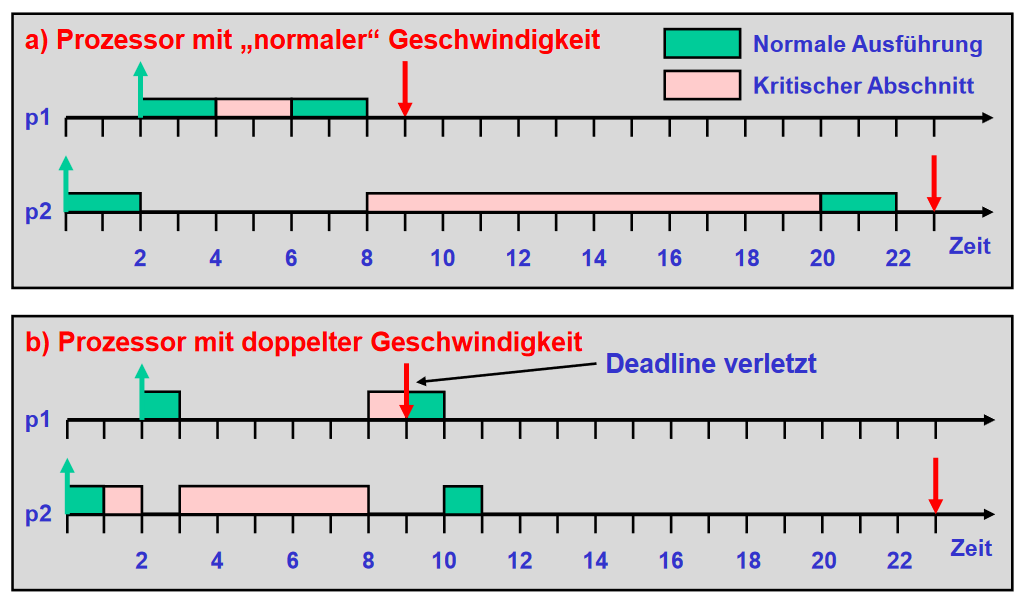 a) Prozessor mit „normaler“ Geschwindigkeit
Normale Ausführung
Kritischer Abschnitt
p1
p2
2 4 6 8 10 12 14 16 18 20 22
Zeit
b) Prozessor mit doppelter Geschwindigkeit
Deadline verletzt
p1
p2
2 4 6 8 10 12 14 16 18 20 22
Zeit